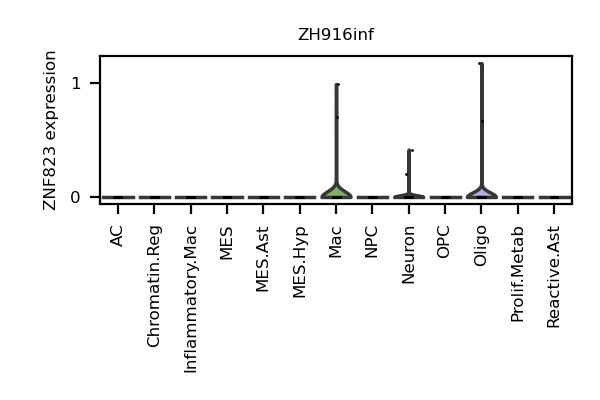 ZH916inf
ZNF823 expression
1
0
AC
Chromatin.Reg
Inflammatory.Mac
MES
MES.Ast
MES.Hyp
Mac
NPC
Neuron
OPC
Oligo
Prolif.Metab
Reactive.Ast